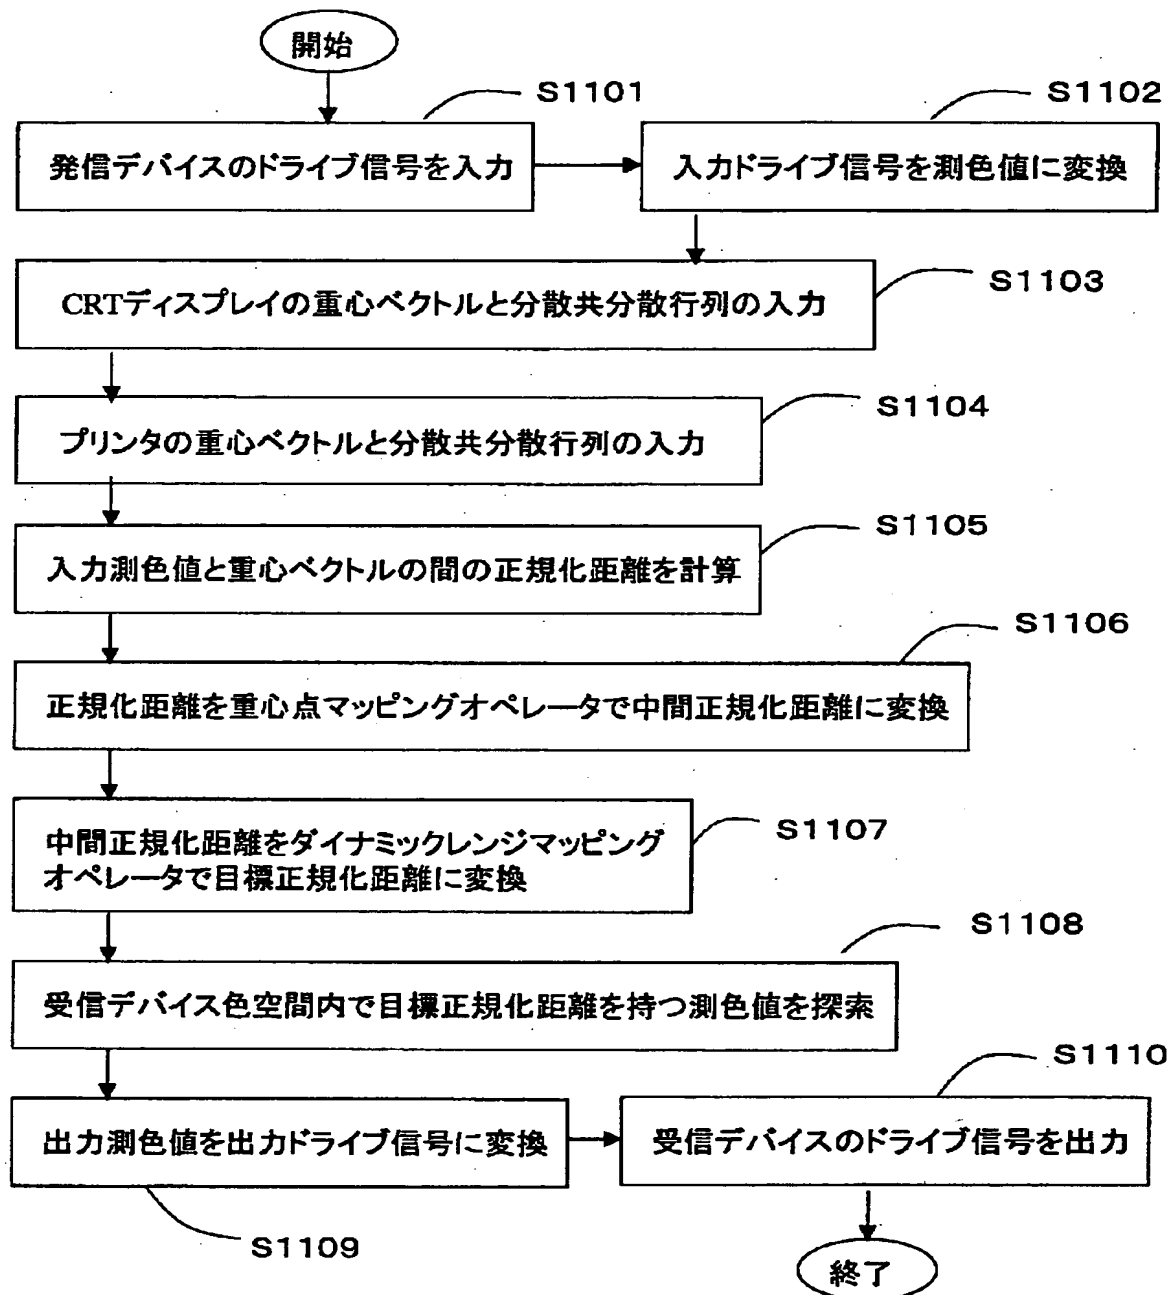 開始
S1101
発信デバイスのドライブ信号を入力
S1102
入力ドライブ信号を測色値に変換
S1103
CRTディスプレイの重心ベクトルと分散共分散行列の入力
S1104
プリンタの重心ベクトルと分散共分散行列の入力
S1105
入力測色値と重心ベクトルの間の正規化距離を計算
S1106
正規化距離を重心点マッピングオペレータで中間正規化距離に変換
S1107
中間正規化距離をダイナミックレンジマッピング
オペレータで目標正規化距離に変換
S1108
受信デバイス色空間内で目標正規化距離を持つ測色値を探索
S1110
出力測色値を出力ドライブ信号に変換
受信デバイスのドライブ信号を出力
S1109
終了